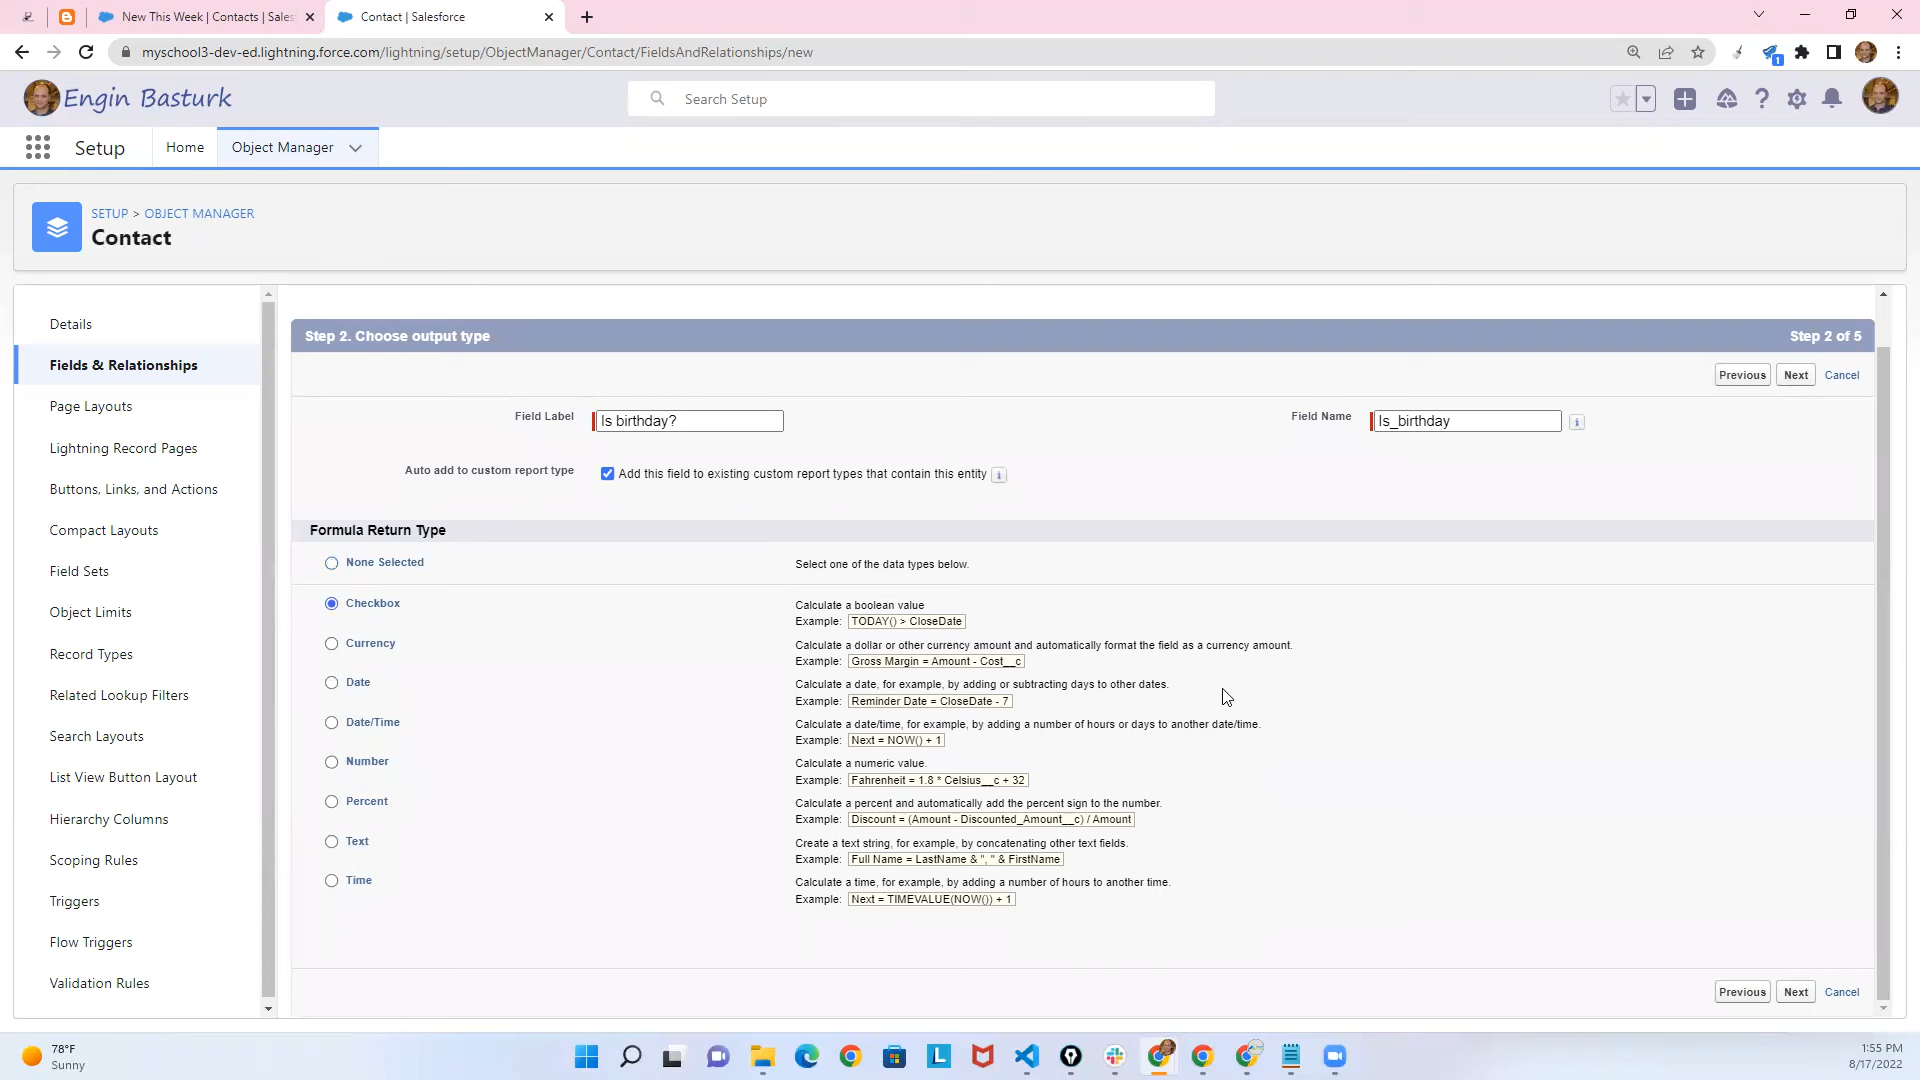 New This Week | Contacts | Sales
Contact | Salesforce
myschool3-dev-ed.lightning.force.com/lightning/setup/ObjectManager/Contact/FieldsAndRelationships/new
1
Engin Basturk
Search Setup
Setup
Home
Object Manager
SETUP > OBJECT MANAGER
Contact
Details
Fields & Relationships
Page Layouts
Lightning Record Pages
Buttons, Links, and Actions
Compact Layouts
Field Sets
Object Limits
Record Types
Related Lookup Filters
Search Layouts
List View Button Layout
Hierarchy Columns
Scoping Rules
Triggers
Flow Triggers
Validation Rules
Step 2. Choose output type
Step 2 of 5
Previous Next Cancel
Field Label Is birthday?
Field Name Is_birthday
Auto add to custom report type Add this field to existing custom report types that contain this entity
Formula Return Type
None Selected Select one of the data types below.
Checkbox Calculate a boolean value
Example: TODAY() > CloseDate
Currency Calculate a dollar or other currency amount and automatically format the field as a currency amount.
Example: Gross Margin = Amount - Cost__c
Date Calculate a date, for example, by adding or subtracting days to other dates.
Example: Reminder Date = CloseDate - 7
Date/Time Calculate a date/time, for example, by adding a number of hours or days to another date/time.
Example: Next = NOW() + 1
Number Calculate a numeric value.
Example: Fahrenheit = 1.8 * Celsius__c + 32
Percent Calculate a percent and automatically add the percent sign to the number.
Example: Discount = (Amount - Discounted_Amount__c) / Amount
Text Create a text string, for example, by concatenating other text fields.
Example: Full Name = LastName & ", " & FirstName
Time Calculate a time, for example, by adding a number of hours to another time.
Example: Next = TIMEVALUE(NOW()) + 1
Previous Next Cancel
78°F
Sunny
1:55 PM
8/17/2022